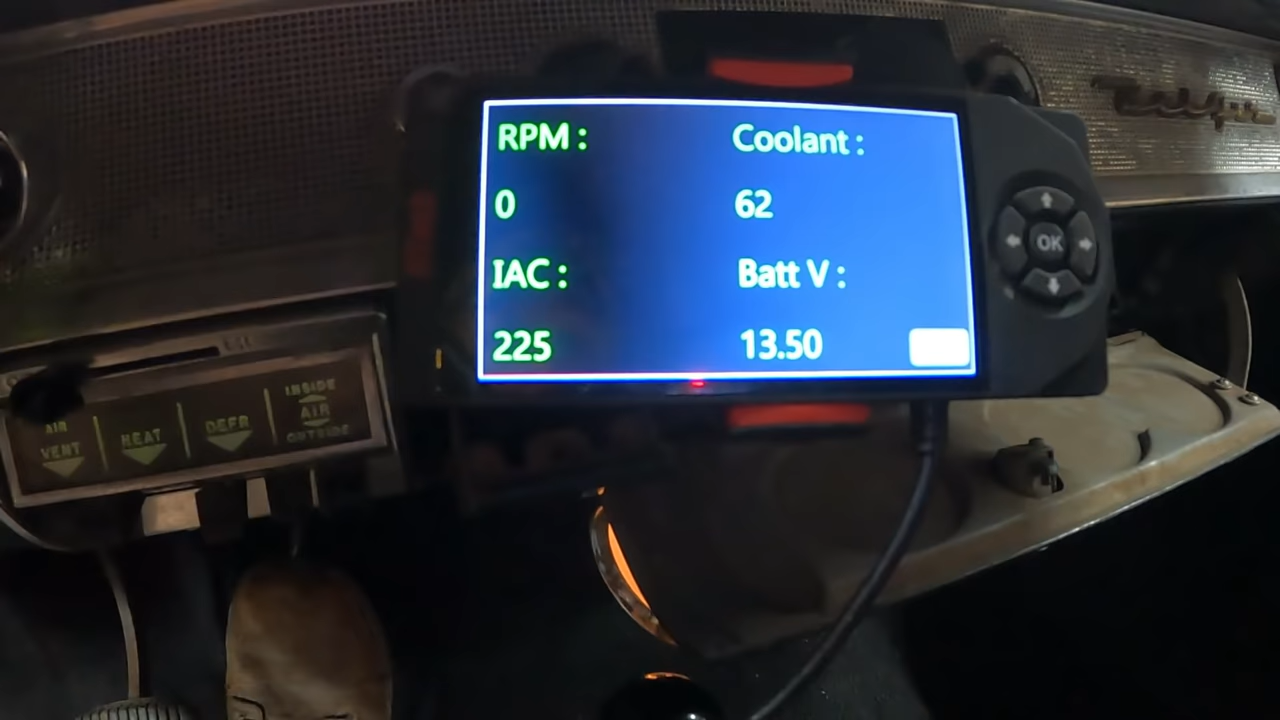 RPM :
Coolant :
0
62
IAC :
Batt V :
225
13.50
OK
AIR
VENT
HEAT
DEFR
INSIDE
AIR
OUTSIDE